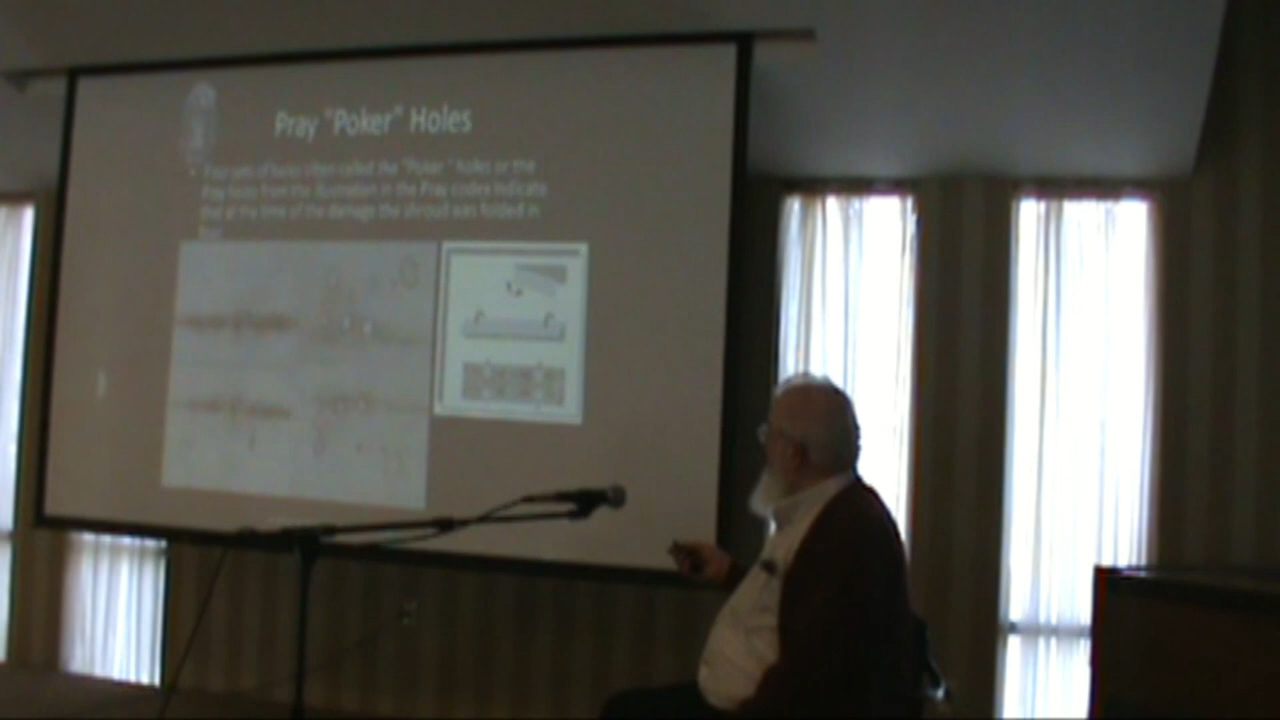 Pray "Poker" Holes
Four sets of holes often called the "Poker" holes or the
Pray holes from the illustration in the Pray codex indicate
that at the time of the damage the shroud was folded in